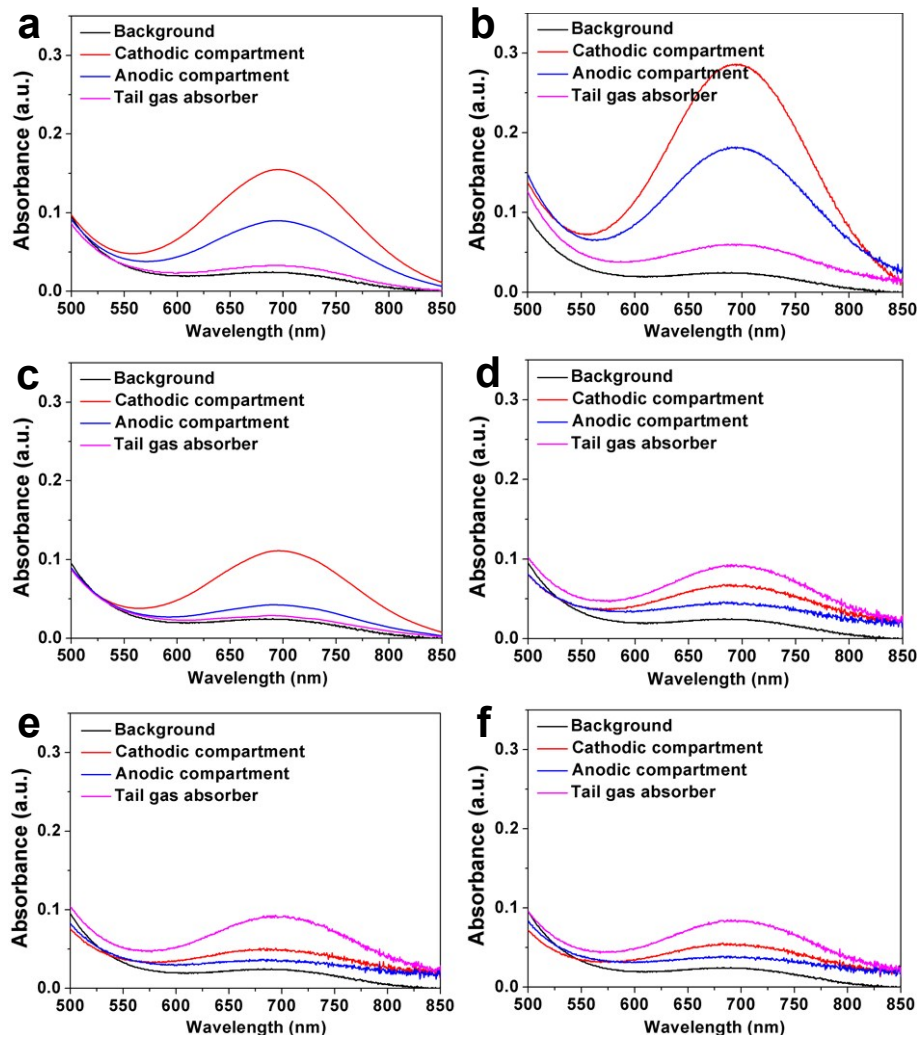 a
Background
Cathodic compartment
Anodic compartment
Tail gas absorber
0.3
0.2
0.1
0.0
500 550 600 650 700 750 800 850
Absorbance (a.u.)
Wavelength (nm)
b
Background
Cathodic compartment
Anodic compartment
Tail gas absorber
0.3
0.2
0.1
0.0
500 550 600 650 700 750 800 850
Absorbance (a.u.)
Wavelength (nm)
c
Background
Cathodic compartment
Anodic compartment
Tail gas absorber
0.3
0.2
0.1
0.0
500 550 600 650 700 750 800 850
Absorbance (a.u.)
Wavelength (nm)
d
Background
Cathodic compartment
Anodic compartment
Tail gas absorber
0.3
0.2
0.1
0.0
500 550 600 650 700 750 800 850
Absorbance (a.u.)
Wavelength (nm)
e
Background
Cathodic compartment
Anodic compartment
Tail gas absorber
0.3
0.2
0.1
0.0
500 550 600 650 700 750 800 850
Absorbance (a.u.)
Wavelength (nm)
f
Background
Cathodic compartment
Anodic compartment
Tail gas absorber
0.3
0.2
0.1
0.0
500 550 600 650 700 750 800 850
Absorbance (a.u.)
Wavelength (nm)